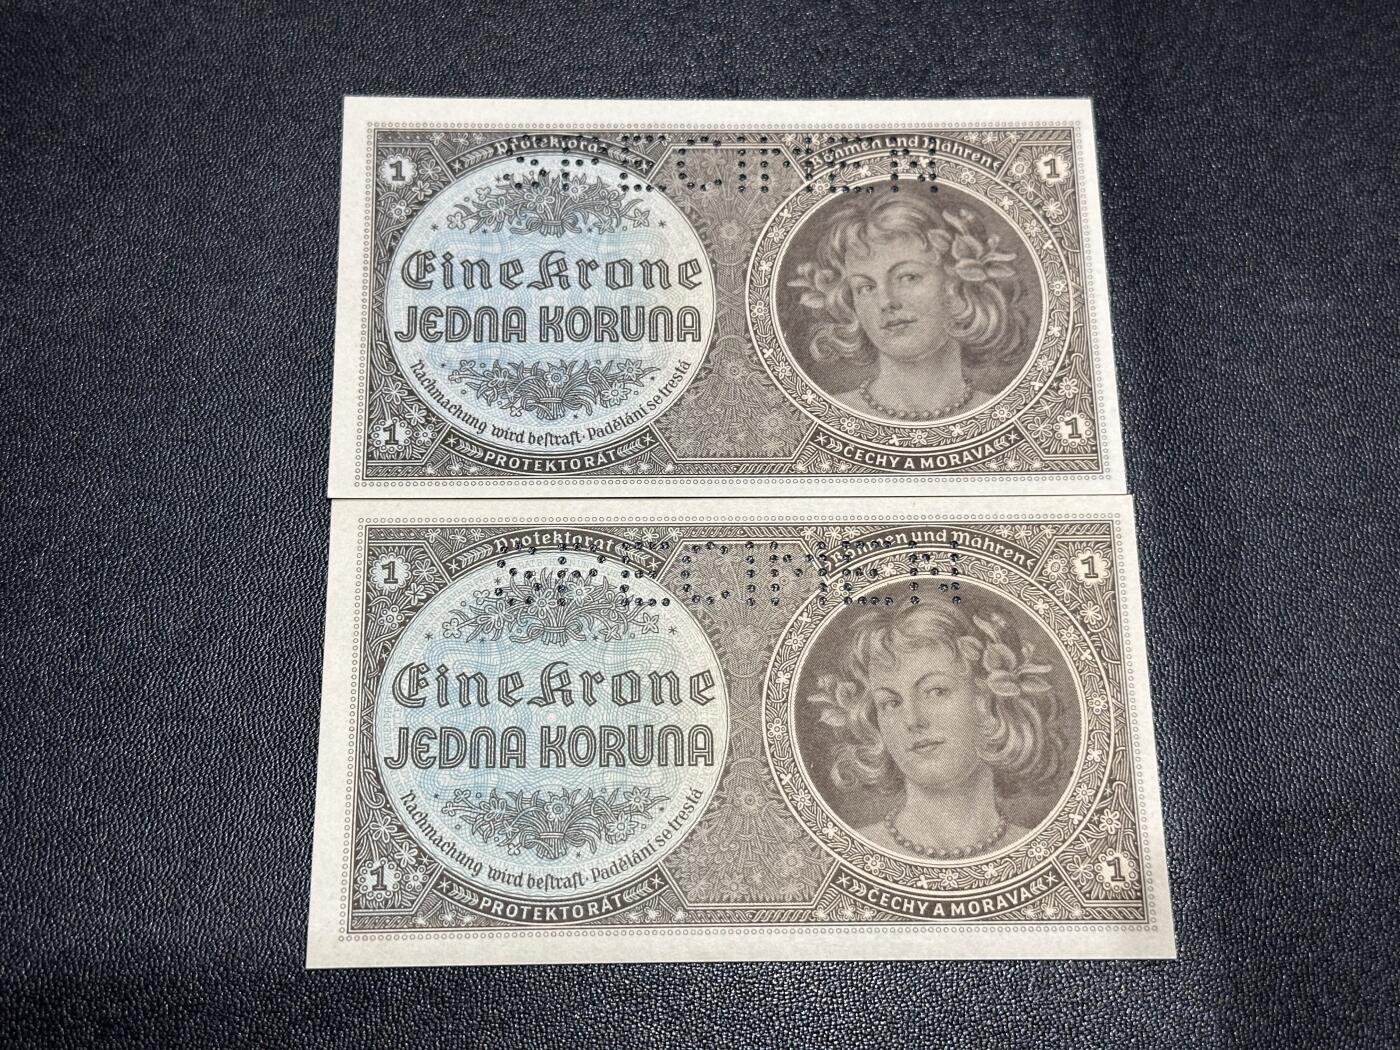 SPECIMEN
Protektorat
Böhmen und Mähren
1
1
Eine Krone
JEDNA KORUNA
Nachmachung wird bestraft · Padělání se trestá
1
1
PROTEKTORÁT
ČECHY A MORAVA
SPECIMEN
Protektorat
Böhmen und Mähren
1
1
Eine Krone
JEDNA KORUNA
Nachmachung wird bestraft · Padělání se trestá
1
1
PROTEKTORÁT
ČECHY A MORAVA